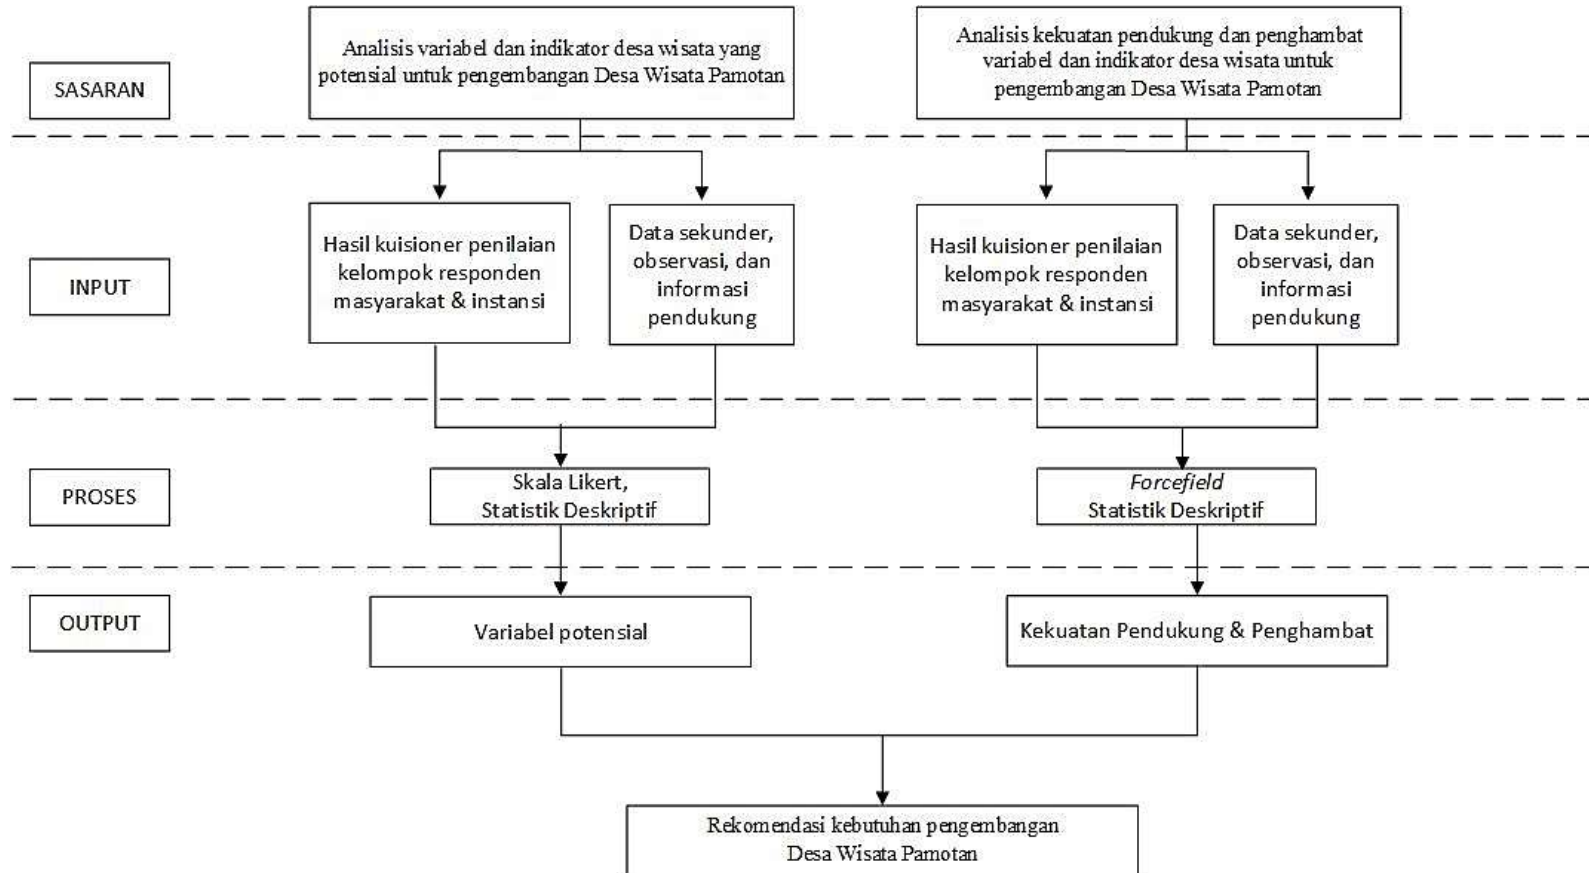 SASARAN
Analisis variabel dan indikator desa wisata yang
potensial untuk pengembangan Desa Wisata Pamotan
Analisis kekuatan pendukung dan penghambat
variabel dan indikator desa wisata untuk
pengembangan Desa Wisata Pamotan
INPUT
Hasil kuisioner penilaian
kelompok responden
masyarakat & instansi
Data sekunder,
observasi, dan
informasi
pendukung
Hasil kuisioner penilaian
kelompok responden
masyarakat & instansi
Data sekunder,
observasi, dan
informasi
pendukung
PROSES
Skala Likert,
Statistik Deskriptif
Forcefield
Statistik Deskriptif
OUTPUT
Variabel potensial
Kekuatan Pendukung & Penghambat
Rekomendasi kebutuhan pengembangan
Desa Wisata Pamotan